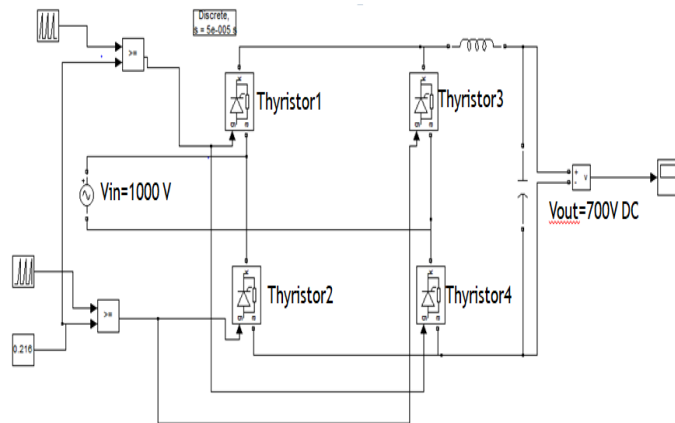 Discrete,
s = 5e-005 s
>=
Thyristor1
Thyristor3
Vin=1000 V
+
-
v
Vout=700V DC
>=
Thyristor2
Thyristor4
0.216